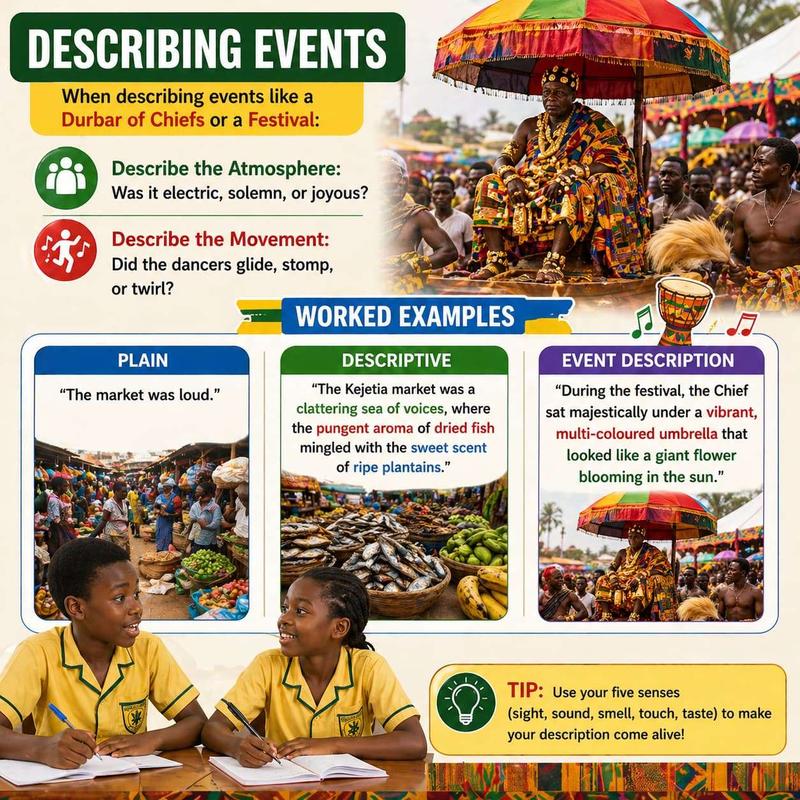 DESCRIBING EVENTS
When describing events like a
Durbar of Chiefs or a Festival:
Describe the Atmosphere:
Was it electric, solemn, or joyous?
Describe the Movement:
Did the dancers glide, stomp,
or twirl?
WORKED EXAMPLES
PLAIN
“The market was loud.”
DESCRIPTIVE
“The Kejetia market was a
clattering sea of voices, where
the pungent aroma of dried fish
mingled with the sweet scent
of ripe plantains.”
EVENT DESCRIPTION
“During the festival, the Chief
sat majestically under a vibrant,
multi-coloured umbrella that
looked like a giant flower
blooming in the sun.”
TIP: Use your five senses
(sight, sound, smell, touch, taste) to make
your description come alive!